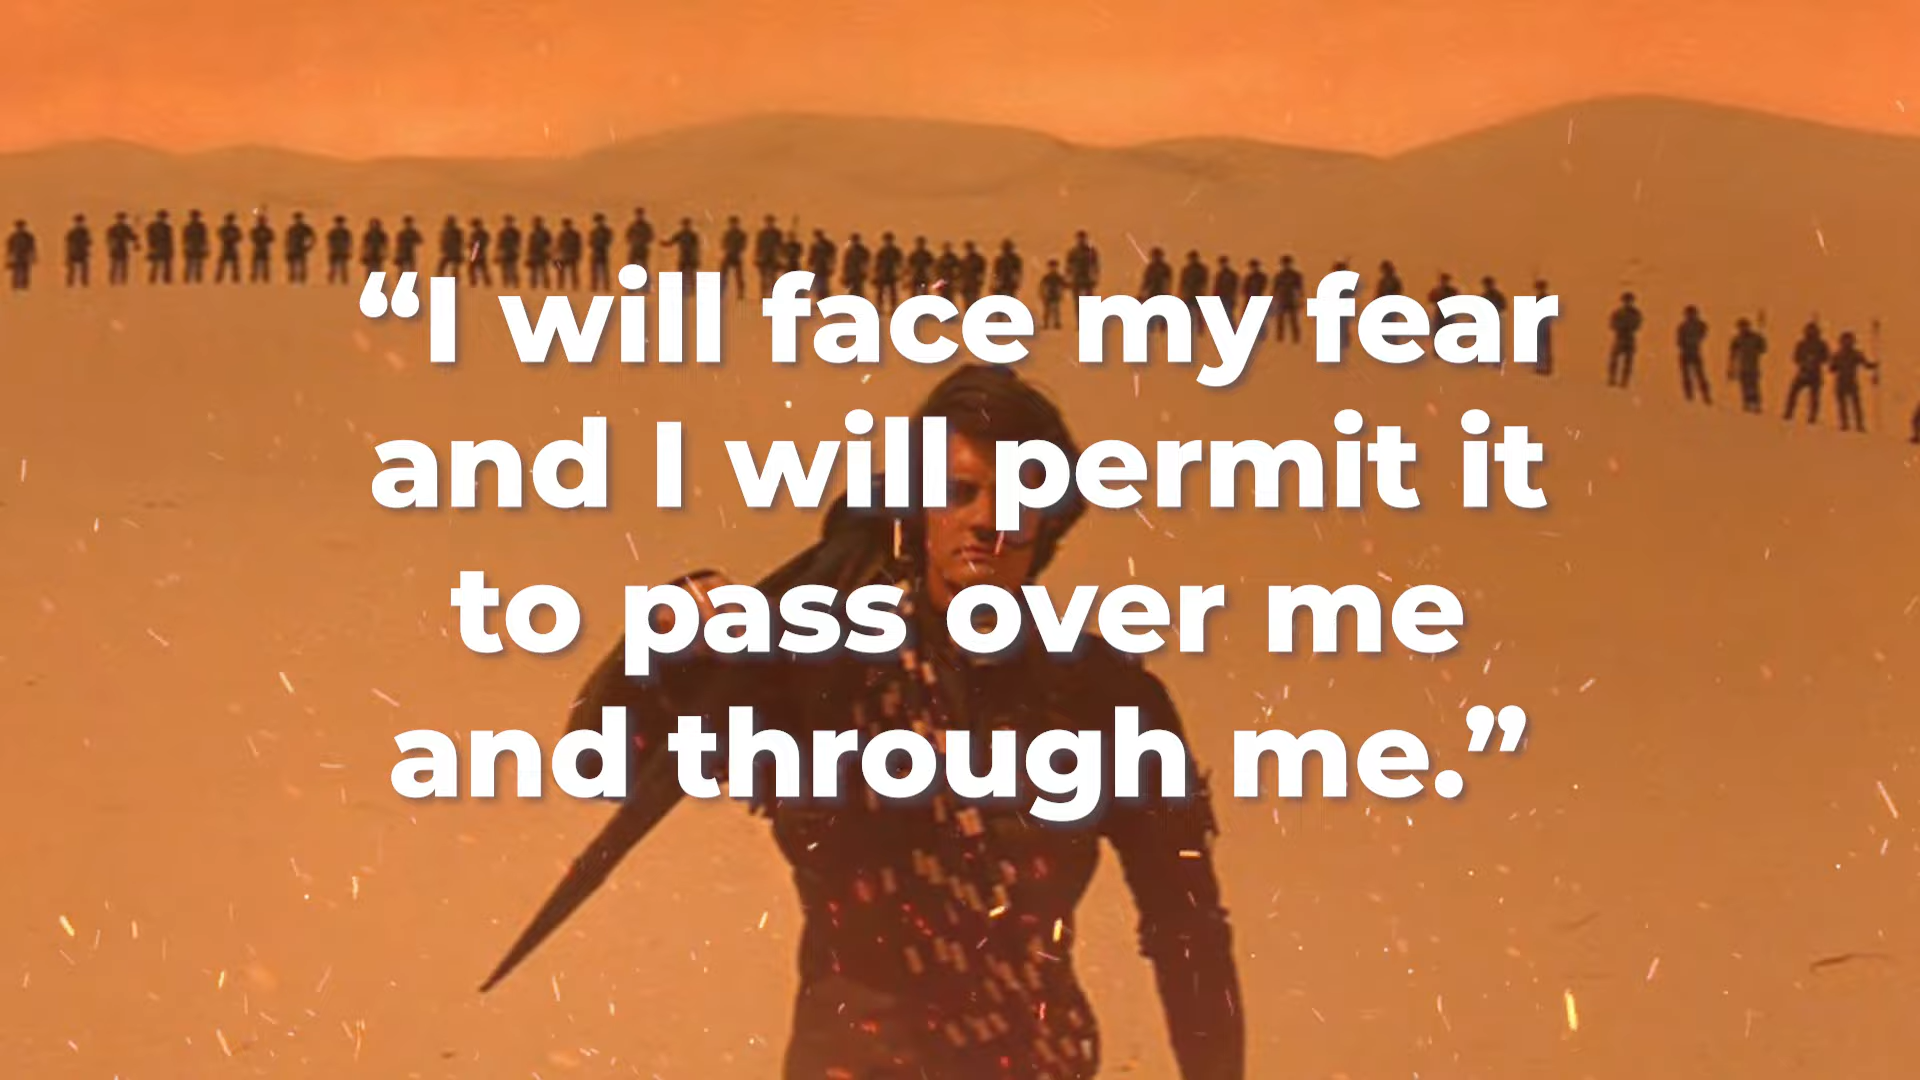 “I will face my fear
and I will permit it
to pass over me
and through me.”